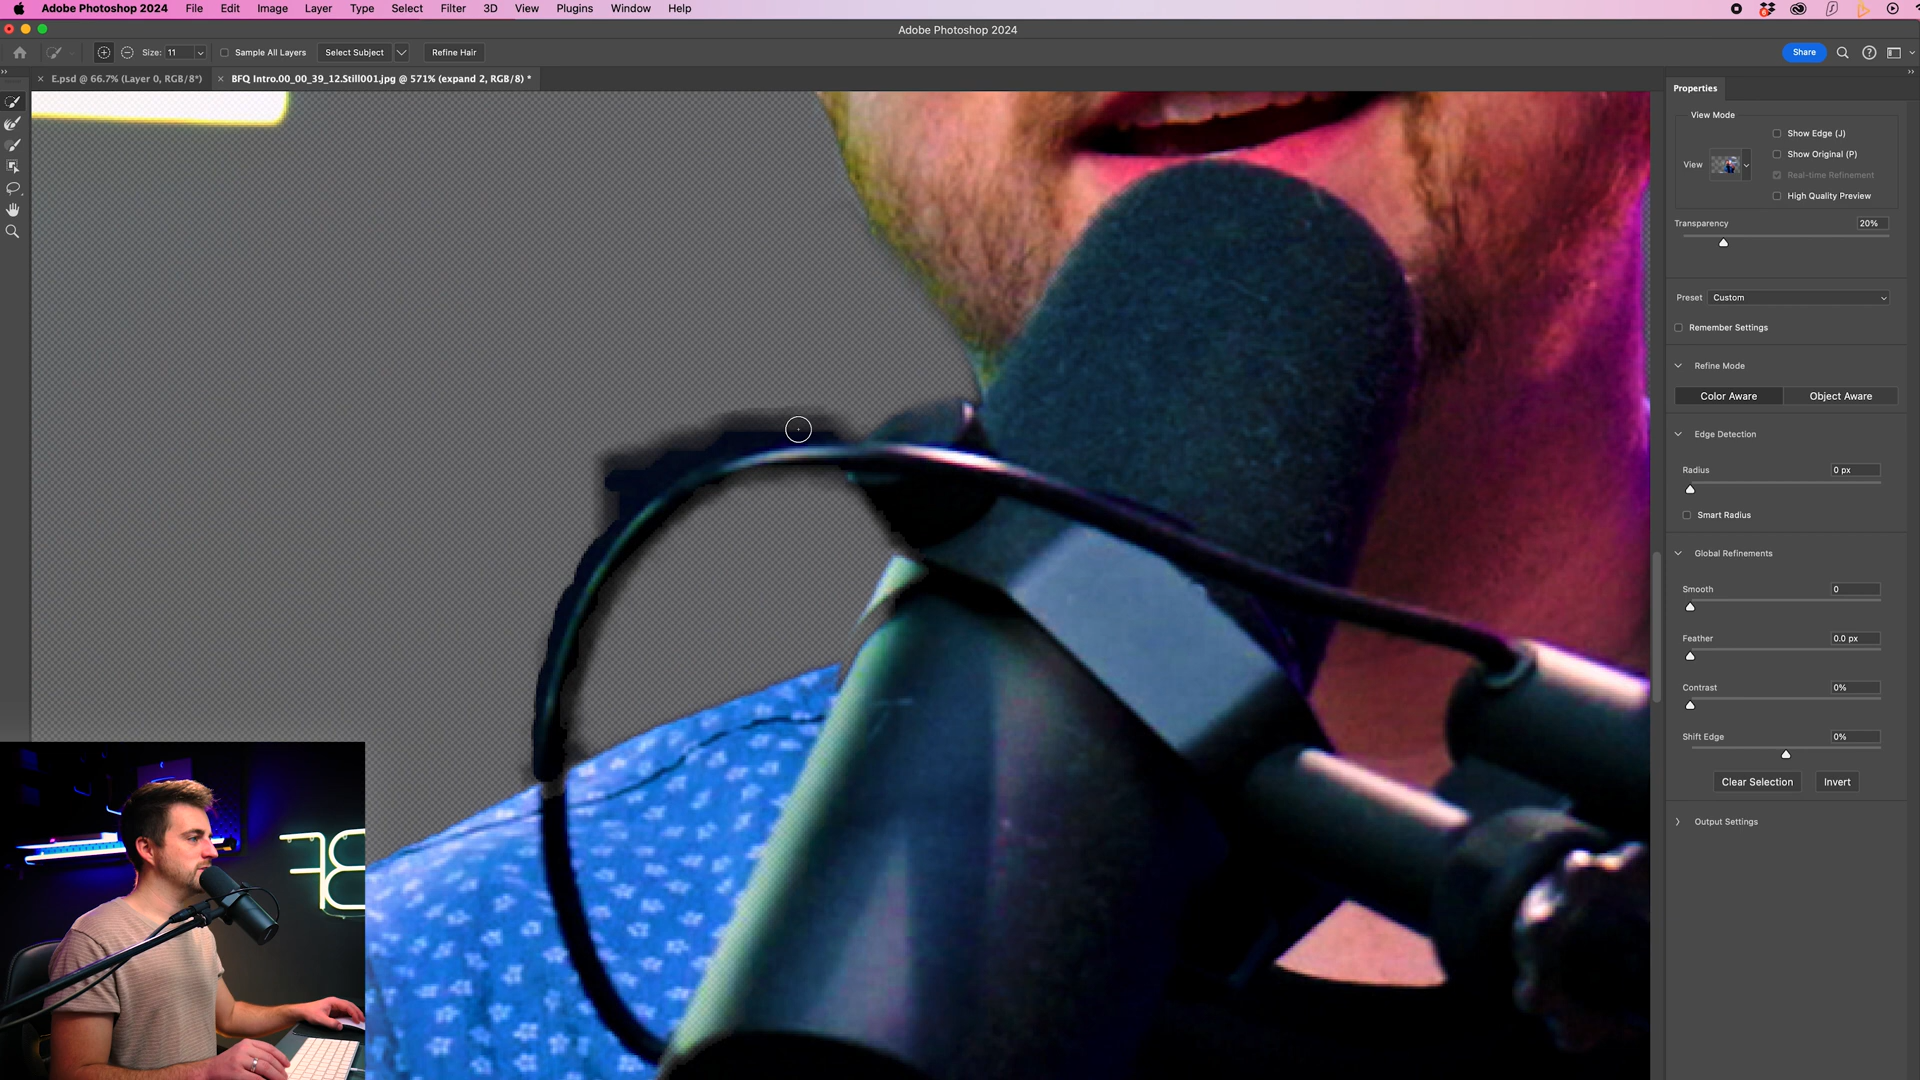 Adobe Photoshop 2024 File Edit Image Layer Type Select Filter 3D View Plugins Window Help
Adobe Photoshop 2024
Size: 11 Sample All Layers Select Subject Refine Hair Share
× E.psd @ 66.7% (Layer 0, RGB/8*) × BFQ Intro.00_00_39_12.Still001.jpg @ 571% (expand 2, RGB/8) *
Properties
View Mode
Show Edge (J)
View
Show Original (P)
Real-time Refinement
High Quality Preview
Transparency 20%
Preset Custom
Remember Settings
Refine Mode
Color Aware Object Aware
Edge Detection
Radius 0 px
Smart Radius
Global Refinements
Smooth 0
Feather 0.0 px
Contrast 0%
Shift Edge 0%
Clear Selection Invert
Output Settings